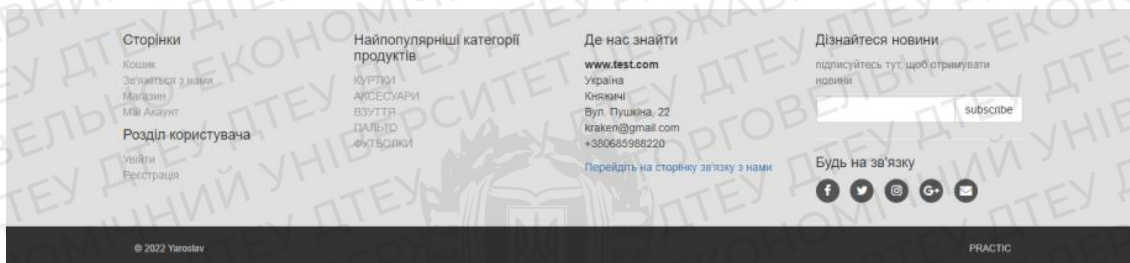 Сторінки
Кошик
Зв'яжіться з нами
Магазин
Мій Акаунт
Розділ користувача
Увійти
Реєстрація
Найпопулярніші категорії
продуктів
КУРТКИ
АКСЕСУАРИ
ВЗУТТЯ
ПАЛЬТО
ФУТБОЛКИ
Де нас знайти
www.test.com
Україна
Княжичі
Вул. Пушкіна, 22
kraken@gmail.com
+380685988220
Перейдіть на сторінку зв'язку з нами
Дізнайтеся новини
підписуйтесь тут, щоб отримувати
новини
subscribe
Будь на зв'язку
© 2022 Yaroslav
PRACTIC